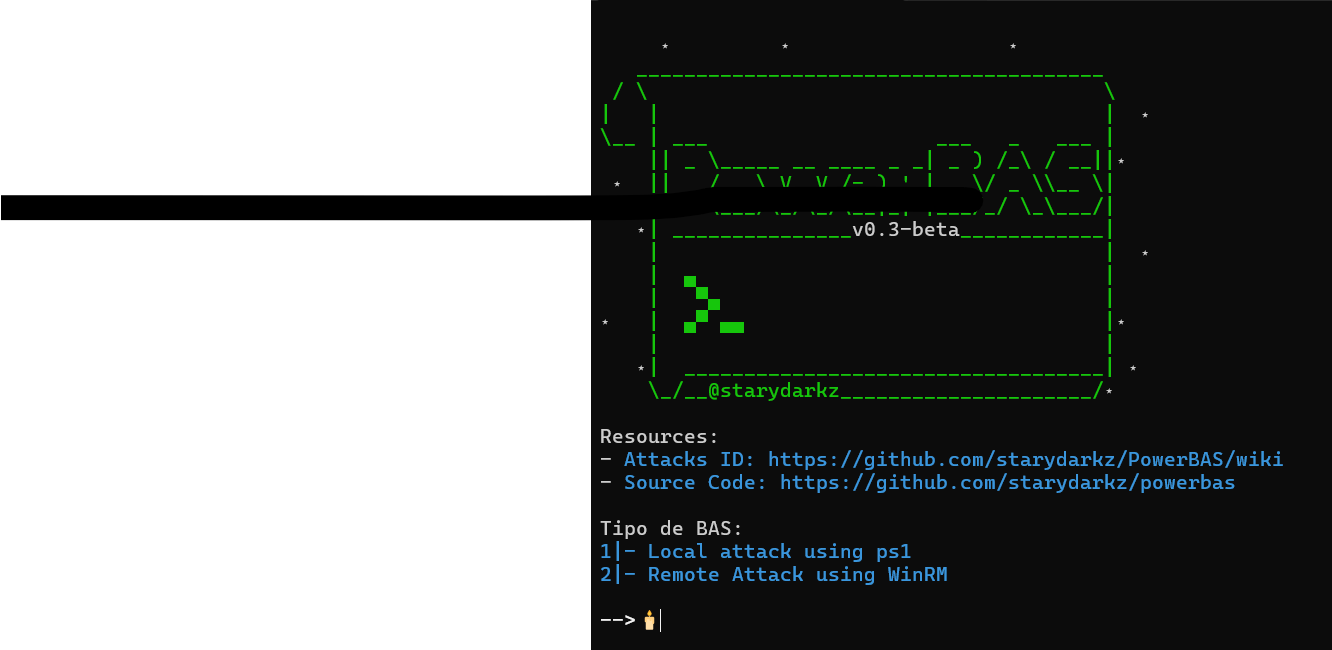 PowerBAS
v0.3-beta
@starydarkz
Resources:
- Attacks ID: https://github.com/starydarkz/PowerBAS/wiki
- Source Code: https://github.com/starydarkz/powerbas
Tipo de BAS:
1|- Local attack using ps1
2|- Remote Attack using WinRM
-->